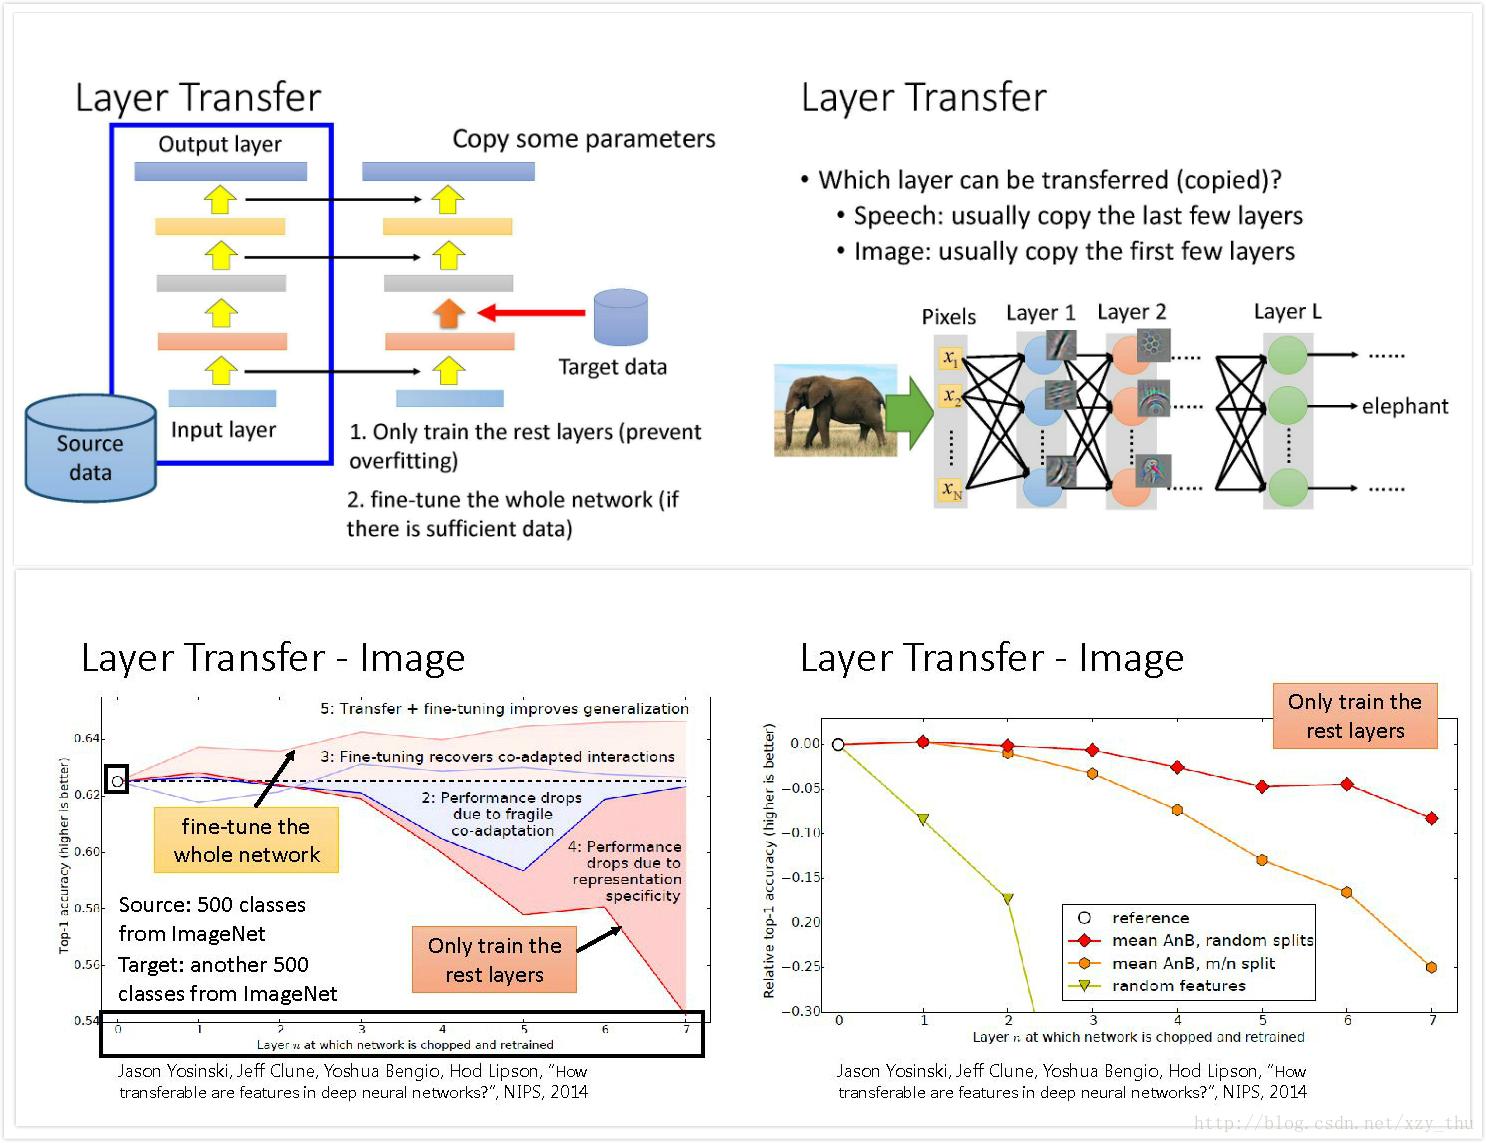 Layer Transfer
Output layer
Copy some parameters
Target data
Source
data
Input layer
1. Only train the rest layers (prevent
overfitting)
2. fine-tune the whole network (if
there is sufficient data)
Layer Transfer
• Which layer can be transferred (copied)?
• Speech: usually copy the last few layers
• Image: usually copy the first few layers
Pixels
Layer 1
Layer 2
Layer L
x1
x2
xN
......
elephant
......
Layer Transfer - Image
5: Transfer + fine-tuning improves generalization
3: Fine-tuning recovers co-adapted interactions
2: Performance drops
due to fragile
co-adaptation
4: Performance
drops due to
representation
specificity
fine-tune the
whole network
Source: 500 classes
from ImageNet
Target: another 500
classes from ImageNet
Only train the
rest layers
Top-1 accuracy (higher is better)
0.64
0.62
0.60
0.58
0.56
0.54
0 1 2 3 4 5 6 7
Layer n at which network is chopped and retrained
Jason Yosinski, Jeff Clune, Yoshua Bengio, Hod Lipson, “How
transferable are features in deep neural networks?”, NIPS, 2014
Layer Transfer - Image
Only train the
rest layers
Relative top-1 accuracy (higher is better)
0.00
−0.05
−0.10
−0.15
0.20
−0.25
−0.30
reference
mean AnB, random splits
mean AnB, m/n split
random features
0 1 2 3 4 5 6 7
Layer n at which network is chopped and retrained
Jason Yosinski, Jeff Clune, Yoshua Bengio, Hod Lipson, “How
transferable are features in deep neural networks?”, NIPS, 2014
http://blog.csdn.net/xzy_thu